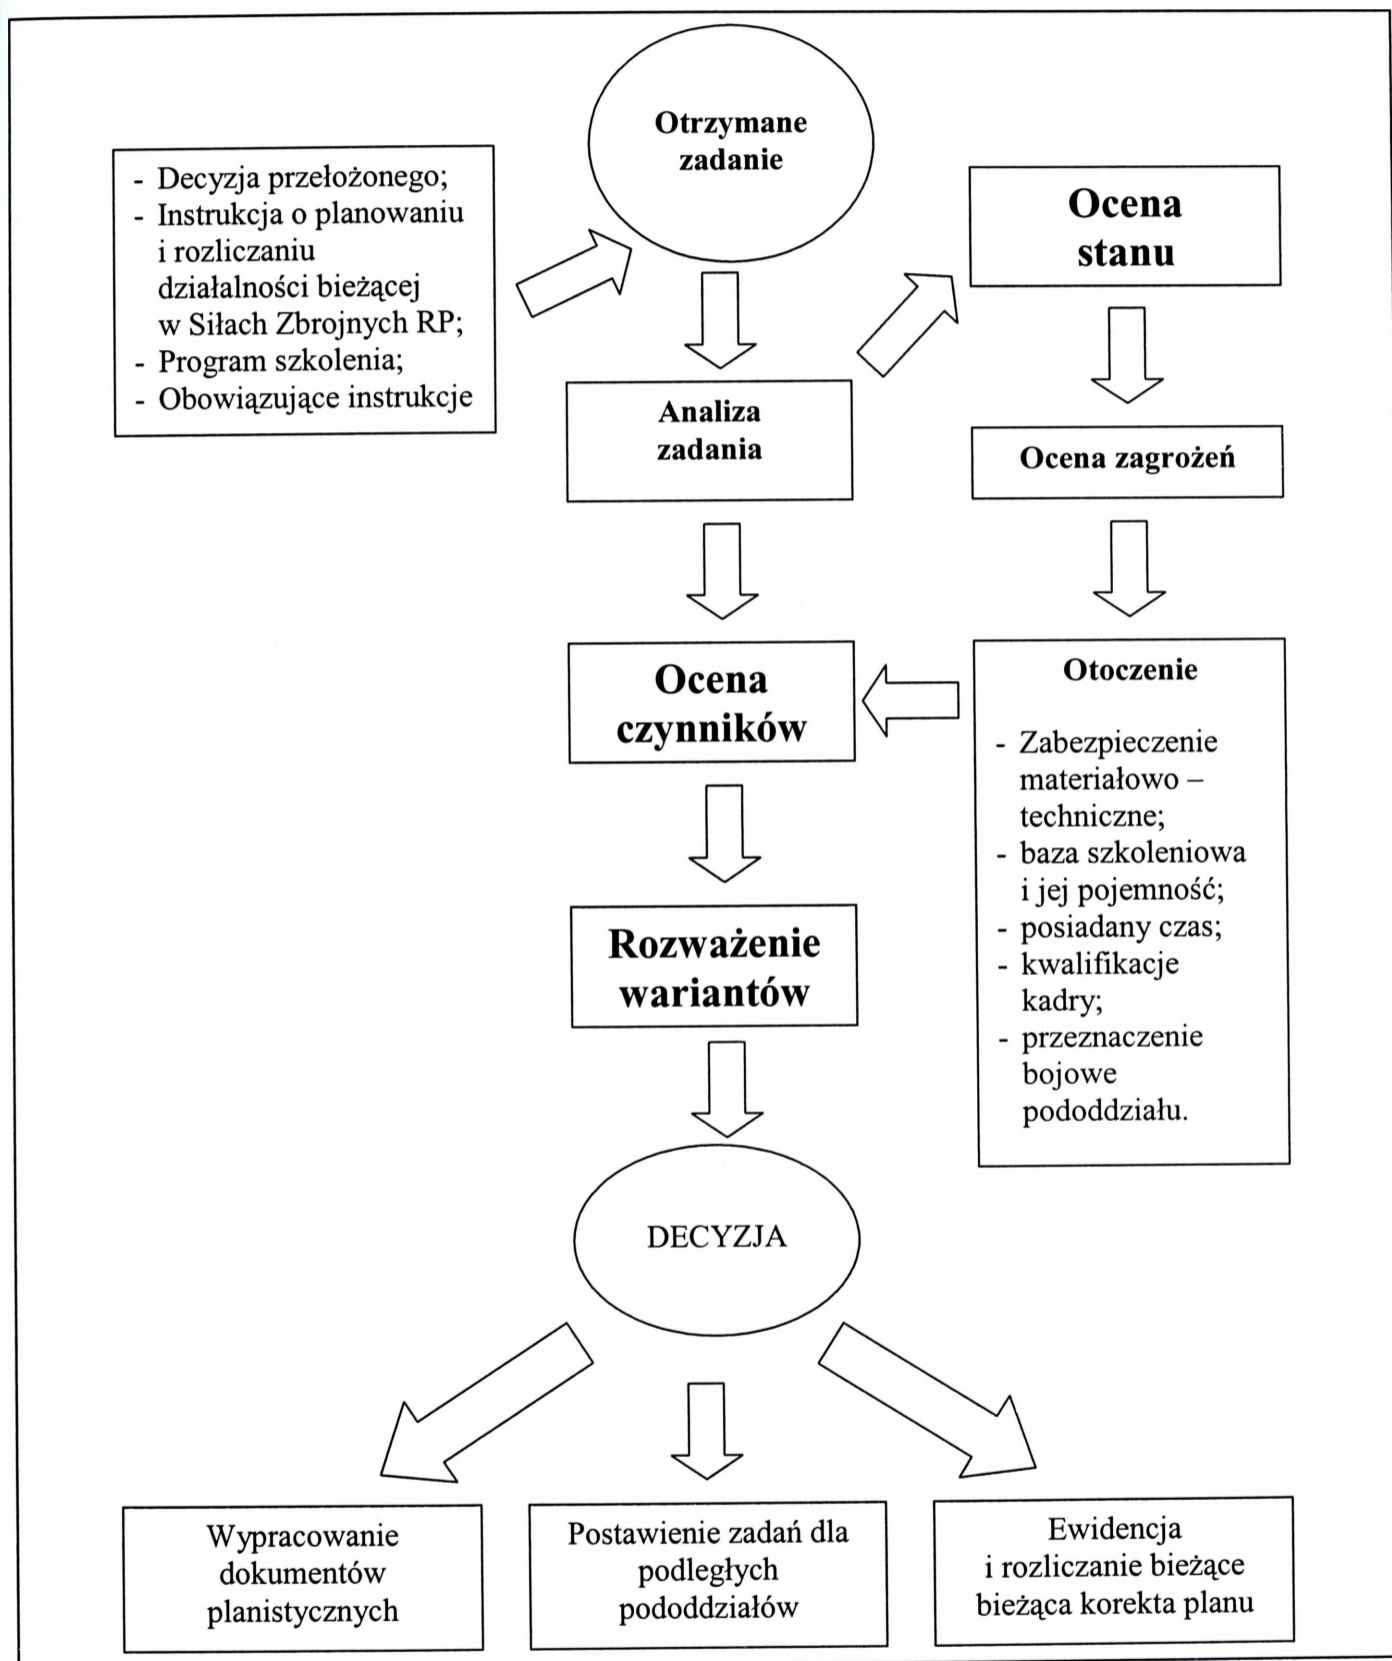 Otrzymane
zadanie
- Decyzja przełożonego;
- Instrukcja o planowaniu
i rozliczaniu
działalności bieżącej
w Siłach Zbrojnych RP;
- Program szkolenia;
- Obowiązujące instrukcje
Ocena
stanu
Analiza
zadania
Ocena zagrożeń
Ocena
czynników
Otoczenie
- Zabezpieczenie
materiałowo –
techniczne;
- baza szkoleniowa
i jej pojemność;
- posiadany czas;
- kwalifikacje
kadry;
- przeznaczenie
bojowe
pododdziału.
Rozważenie
wariantów
DECYZJA
Wypracowanie
dokumentów
planistycznych
Postawienie zadań dla
podległych
pododdziałów
Ewidencja
i rozliczanie bieżące
bieżąca korekta planu